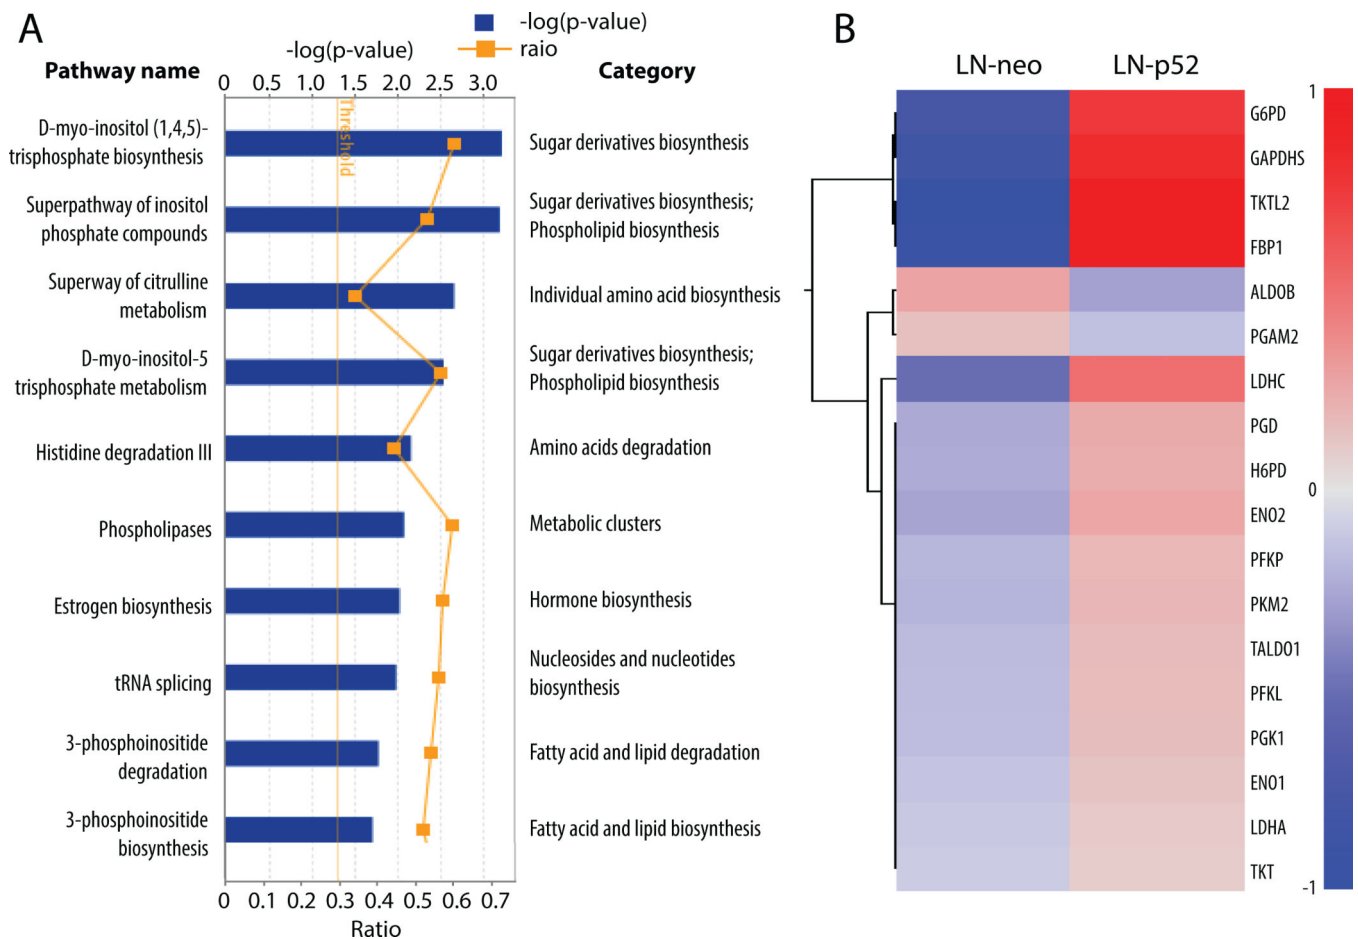 A
-log(p-value)
raio
-log(p-value)
Pathway name
Category
0 0.5 1.0 1.5 2.0 2.5 3.0
Threshold
D-myo-inositol (1,4,5)-
trisphosphate biosynthesis
Sugar derivatives biosynthesis
Superpathway of inositol
phosphate compounds
Sugar derivatives biosynthesis;
Phospholipid biosynthesis
Superway of citrulline
metabolism
Individual amino acid biosynthesis
D-myo-inositol-5
trisphosphate metabolism
Sugar derivatives biosynthesis;
Phospholipid biosynthesis
Histidine degradation III
Amino acids degradation
Phospholipases
Metabolic clusters
Estrogen biosynthesis
Hormone biosynthesis
tRNA splicing
Nucleosides and nucleotides
biosynthesis
3-phosphoinositide
degradation
Fatty acid and lipid degradation
3-phosphoinositide
biosynthesis
Fatty acid and lipid biosynthesis
0 0.1 0.2 0.3 0.4 0.5 0.6 0.7
Ratio
B
LN-neo LN-p52
G6PD
GAPDHS
TKTL2
FBP1
ALDOB
PGAM2
LDHC
PGD
H6PD
ENO2
PFKP
PKM2
TALDO1
PFKL
PGK1
ENO1
LDHA
TKT
1
0
-1